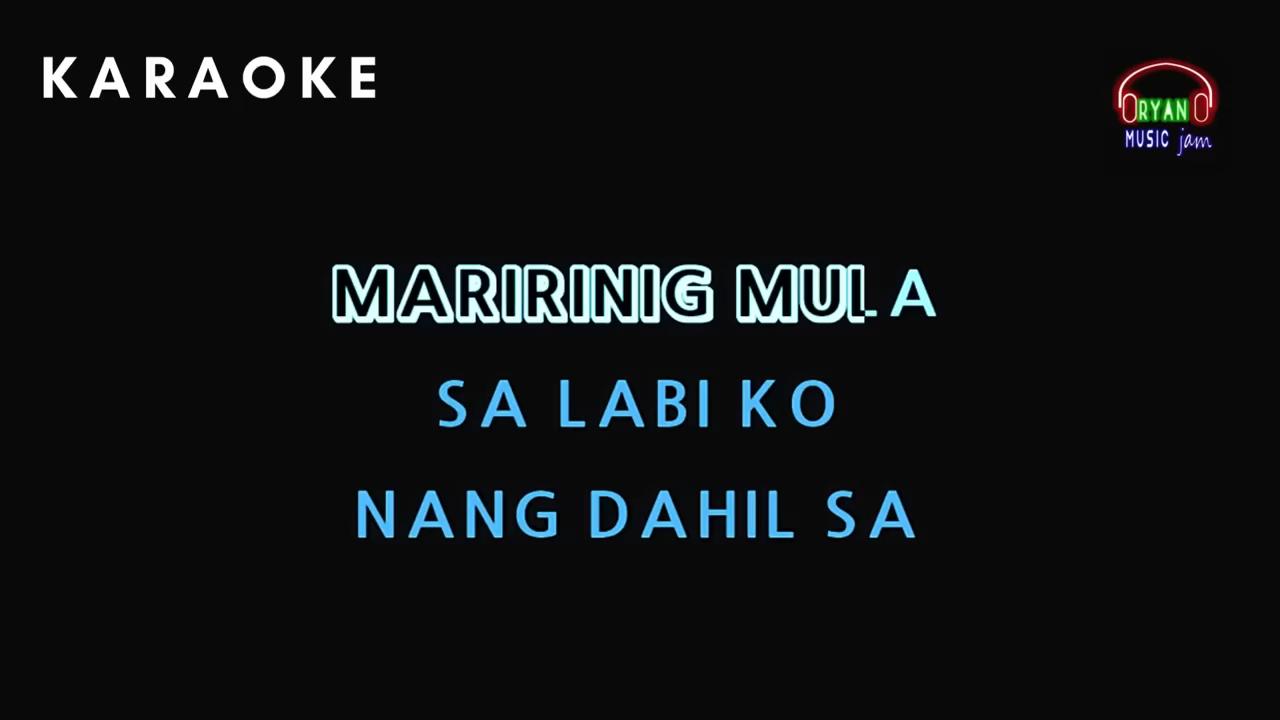 KARAOKE
RYAN
MUSIC jam
MARIRINIG MULA
SA LABI KO
NANG DAHIL SA